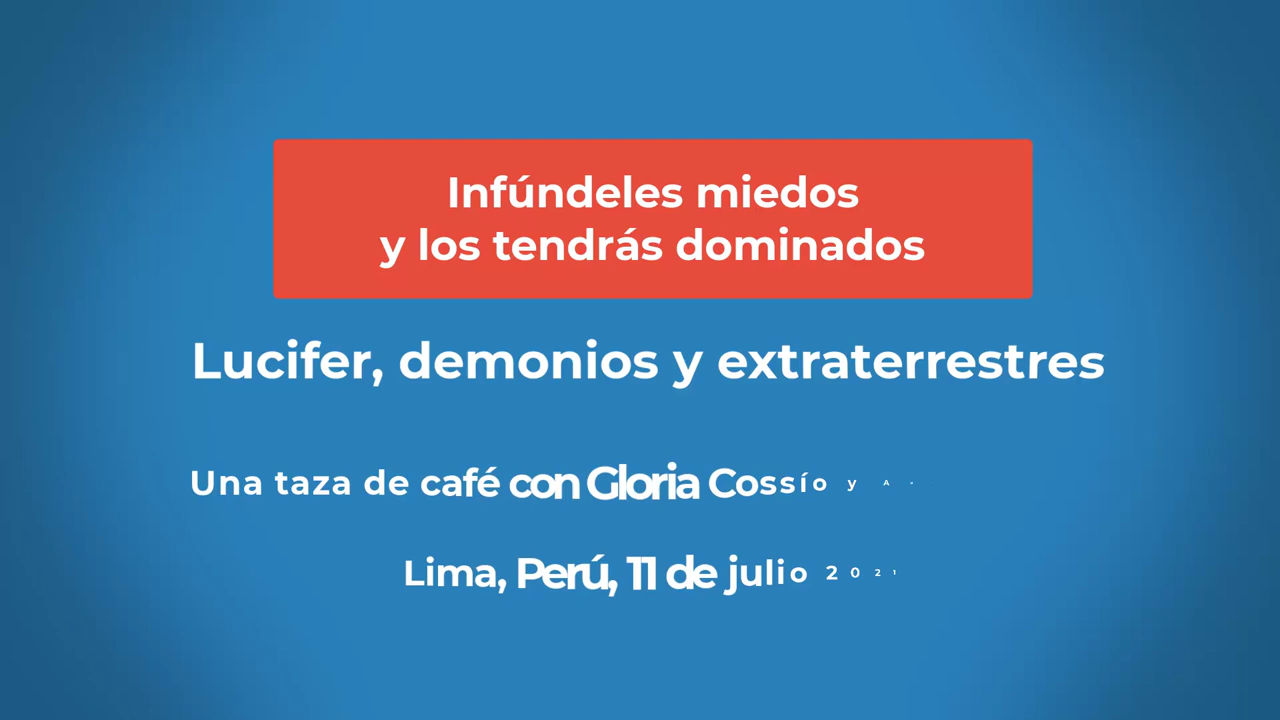 Infúndeles miedos
y los tendrás dominados
Lucifer, demonios y extraterrestres
Una taza de café con Gloria Cossío y A
Lima, Perú, 11 de julio 2021